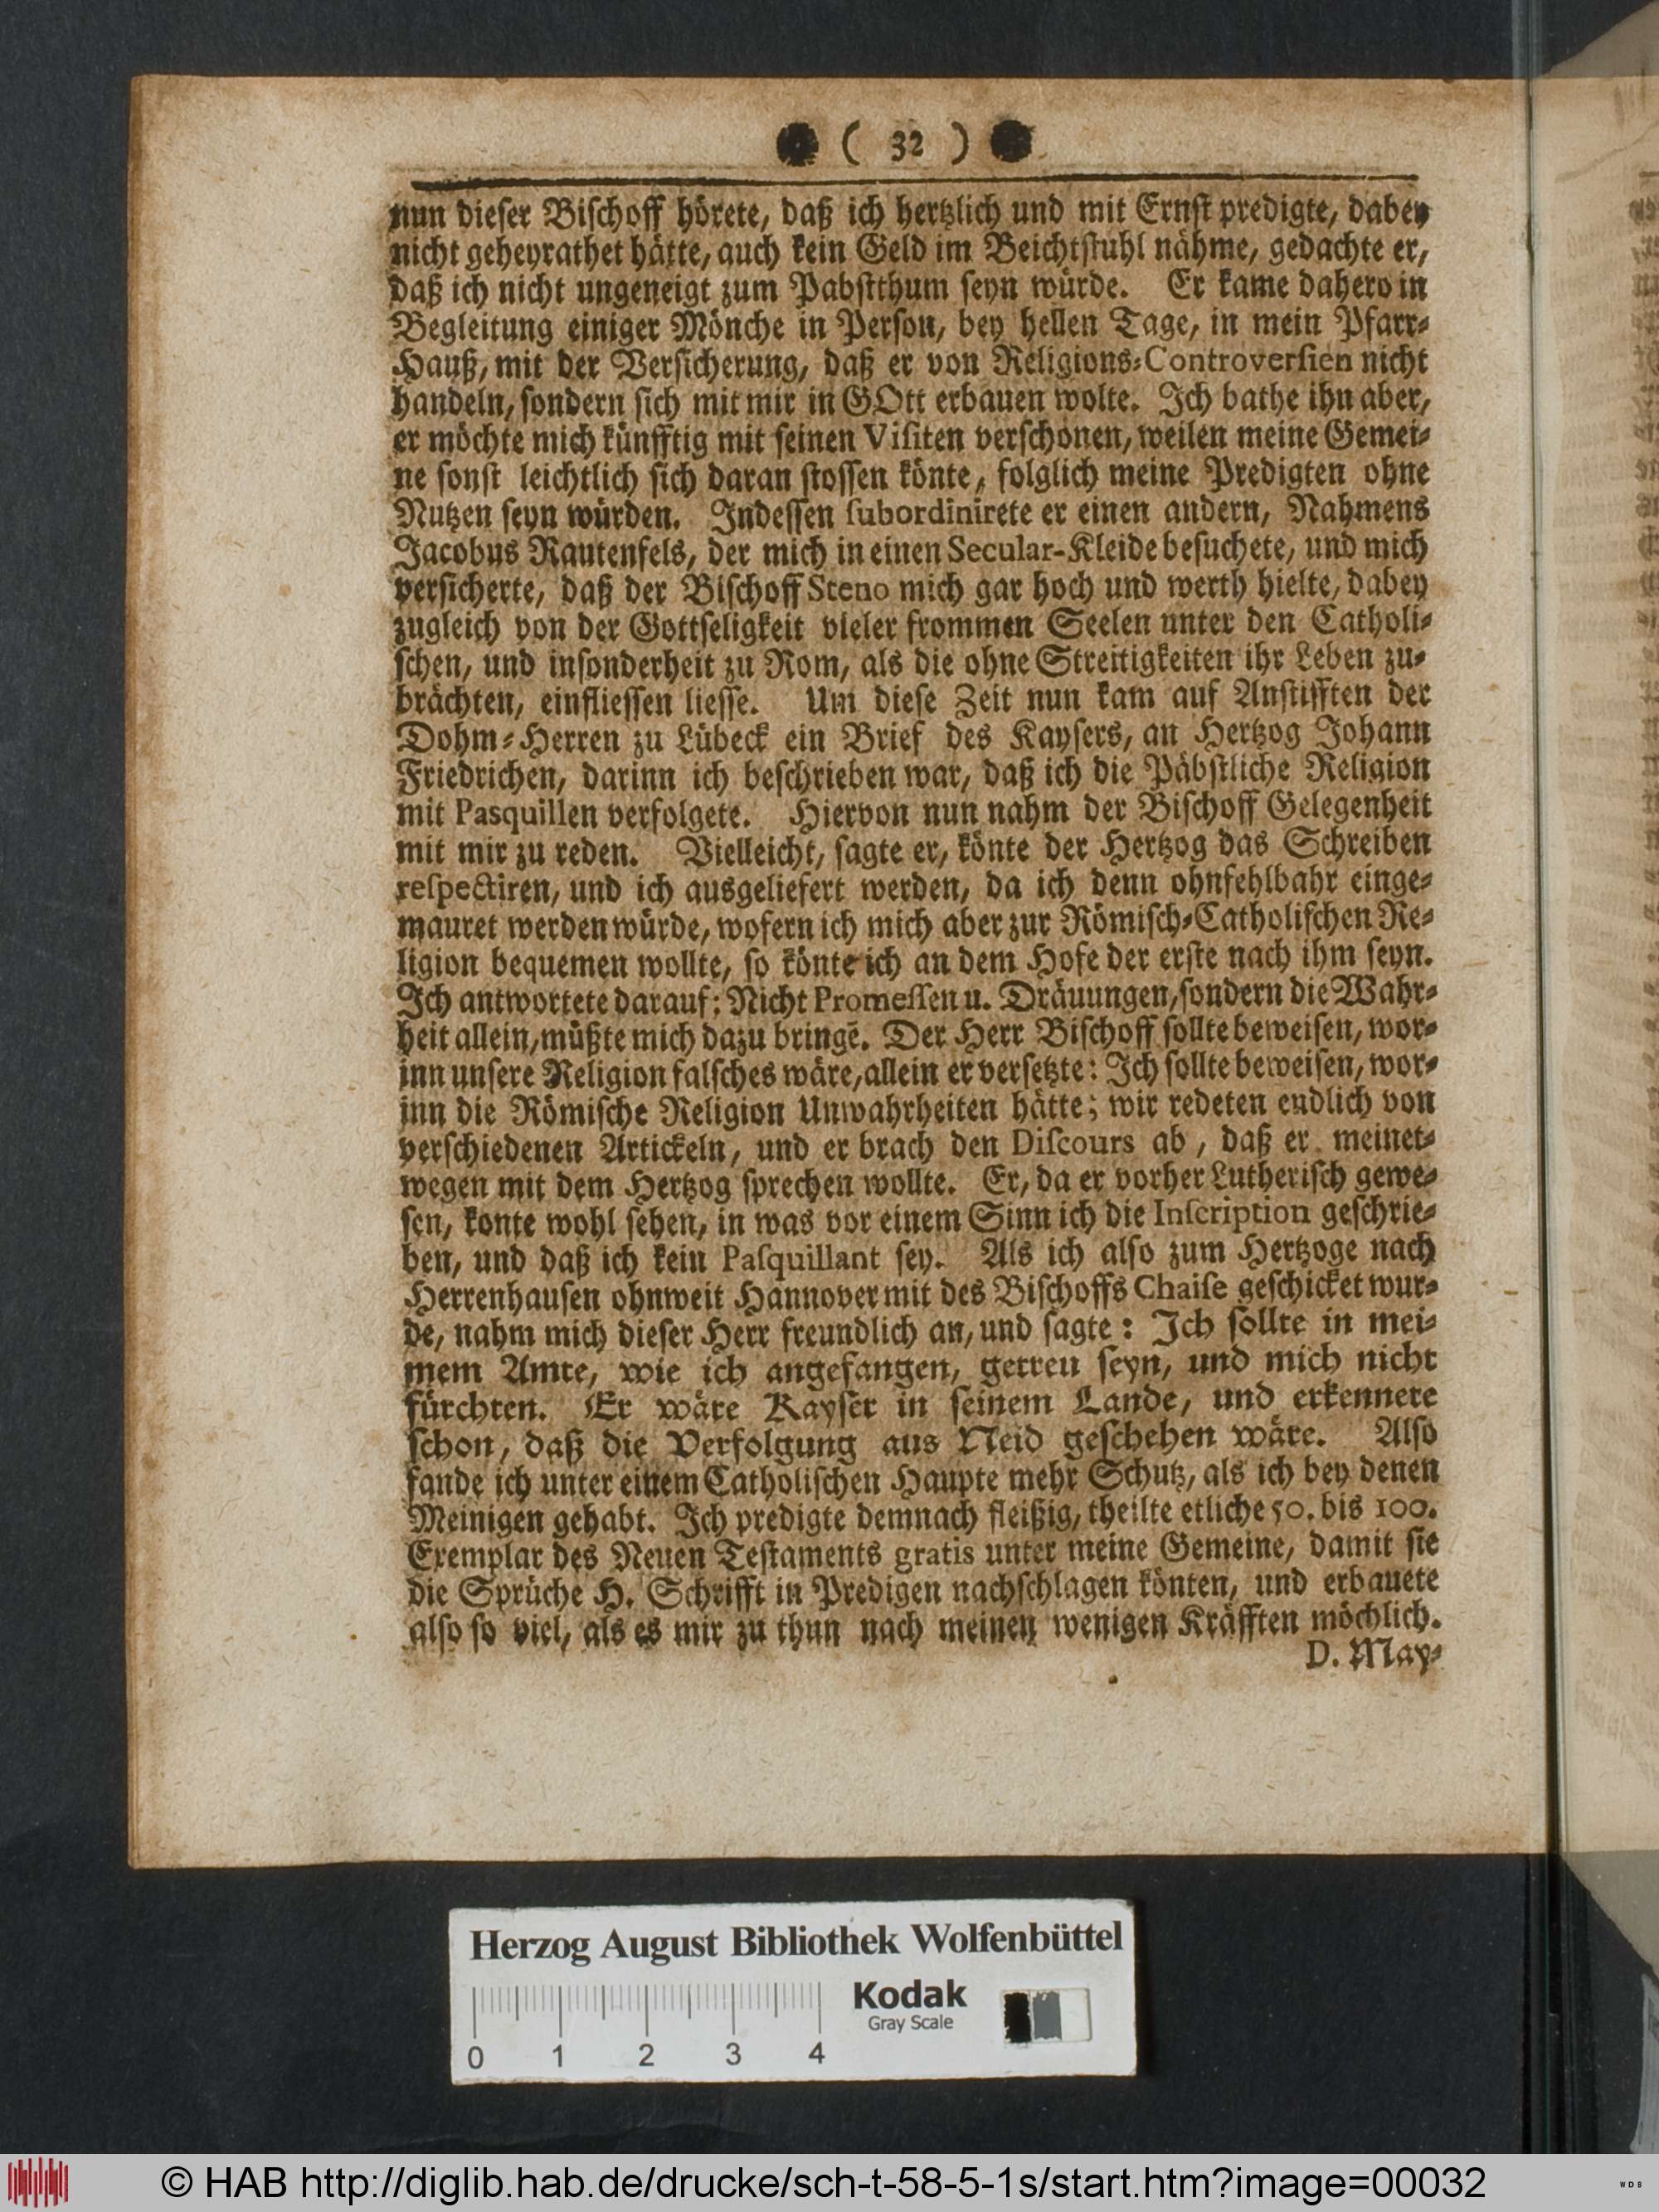 ( 32 )
nun dieser Bischoff hörete, daß ich hertzlich und mit Ernst predigte, dabey
nicht geheyrathet hätte, auch kein Geld im Beichtstuhl nähme, gedachte er,
daß ich nicht ungeneigt zum Pabstthum seyn würde. Er kame dahero in
Begleitung einiger Mönche in Person, bey hellen Tage, in mein Pfarr-
Hauß, mit der Versicherung, daß er von Religions-Controversien nicht
handeln, sondern sich mit mir in GOtt erbauen wolte. Ich bathe ihn aber,
er möchte mich künfftig mit seinen Visiten verschonen, weilen meine Gemei-
ne sonst leichtlich sich daran stossen könte, folglich meine Predigten ohne
Nutzen seyn würden. Indessen subordinirete er einen andern, Nahmens
Jacobus Rautenfels, der mich in einen Secular-Kleide besuchete, und mich
versicherte, daß der Bischoff Steno mich gar hoch und werth hielte, dabey
zugleich von der Gottseligkeit vieler frommen Seelen unter den Catholi-
schen, und insonderheit zu Rom, als die ohne Streitigkeiten ihr Leben zu-
brächten, einfliessen liesse. Um diese Zeit nun kam auf Anstifften der
Dohm-Herren zu Lübeck ein Brief des Kaysers, an Hertzog Johann
Friedrichen, darinn ich beschrieben war, daß ich die Päbstliche Religion
mit Pasquillen verfolgete. Hiervon nun nahm der Bischoff Gelegenheit
mit mir zu reden. Vielleicht, sagte er, könte der Hertzog das Schreiben
respectiren, und ich ausgeliefert werden, da ich denn ohnfehlbahr einge-
mauret werden würde, wofern ich mich aber zur Römisch-Catholischen Re-
ligion bequemen wollte, so könte ich an dem Hofe der erste nach ihm seyn.
Ich antwortete darauf: Nicht Promessen u. Dräuungen, sondern die Wahr-
heit allein, müßte mich dazu bringē. Der Herr Bischoff sollte beweisen, wor-
inn unsere Religion falsches wäre, allein er versetzte: Ich sollte beweisen, wor-
inn die Römische Religion Unwahrheiten hätte; wir redeten endlich von
verschiedenen Artickeln, und er brach den Discours ab, daß er meinet-
wegen mit dem Hertzog sprechen wollte. Er, da er vorher Lutherisch gewe-
sen, konte wohl sehen, in was vor einem Sinn ich die Inscription geschrie-
ben, und daß ich kein Pasquillant sey. Als ich also zum Hertzoge nach
Herrenhausen ohnweit Hannover mit des Bischoffs Chaise geschicket wur-
de, nahm mich dieser Herr freundlich an, und sagte: Ich sollte in mei-
mem Amte, wie ich angefangen, getreu seyn, und mich nicht
fürchten. Er wäre Kayser in seinem Lande, und erkennete
schon, daß die Verfolgung aus Neid geschehen wäre. Also
fande ich unter einem Catholischen Haupte mehr Schutz, als ich bey denen
Meinigen gehabt. Ich predigte demnach fleißig, theilte etliche 50. bis 100.
Exemplar des Neuen Testaments gratis unter meine Gemeine, damit sie
die Sprüche H. Schrifft in Predigen nachschlagen könten, und erbauete
also so viel, als es mir zu thun nach meinen wenigen Kräfften möchlich.
D. May-
Herzog August Bibliothek Wolfenbüttel
0 1 2 3 4
Kodak
Gray Scale
© HAB http://diglib.hab.de/drucke/sch-t-58-5-1s/start.htm?image=00032
WDB